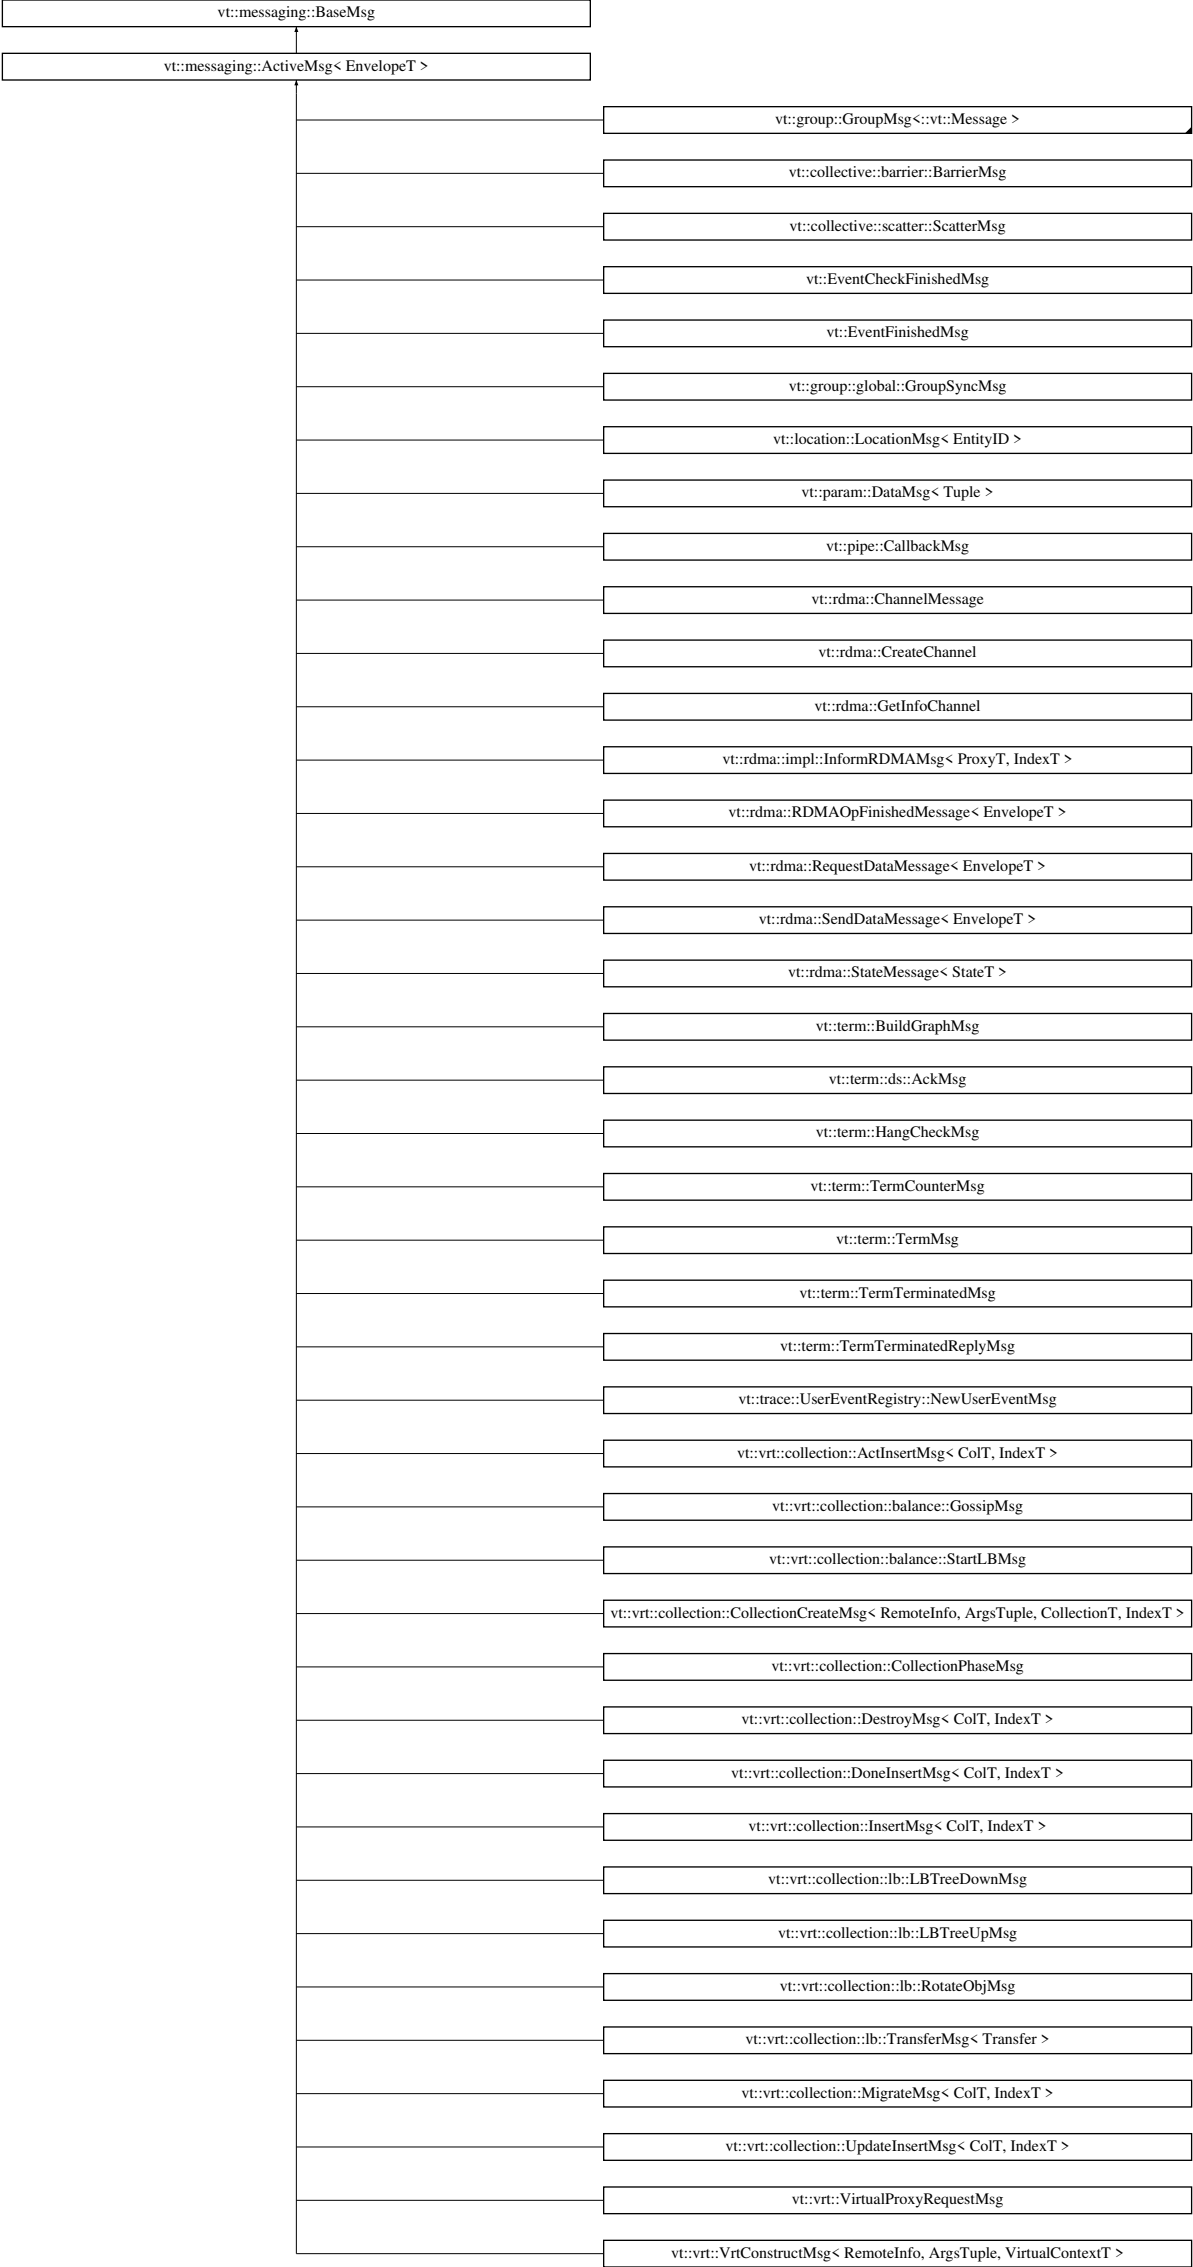 vt::messaging::BaseMsg
vt::messaging::ActiveMsg< EnvelopeT >
vt::group::GroupMsg<::vt::Message >
vt::collective::barrier::BarrierMsg
vt::collective::scatter::ScatterMsg
vt::EventCheckFinishedMsg
vt::EventFinishedMsg
vt::group::global::GroupSyncMsg
vt::location::LocationMsg< EntityID >
vt::param::DataMsg< Tuple >
vt::pipe::CallbackMsg
vt::rdma::ChannelMessage
vt::rdma::CreateChannel
vt::rdma::GetInfoChannel
vt::rdma::impl::InformRDMAMsg< ProxyT, IndexT >
vt::rdma::RDMAOpFinishedMessage< EnvelopeT >
vt::rdma::RequestDataMessage< EnvelopeT >
vt::rdma::SendDataMessage< EnvelopeT >
vt::rdma::StateMessage< StateT >
vt::term::BuildGraphMsg
vt::term::ds::AckMsg
vt::term::HangCheckMsg
vt::term::TermCounterMsg
vt::term::TermMsg
vt::term::TermTerminatedMsg
vt::term::TermTerminatedReplyMsg
vt::trace::UserEventRegistry::NewUserEventMsg
vt::vrt::collection::ActInsertMsg< ColT, IndexT >
vt::vrt::collection::balance::GossipMsg
vt::vrt::collection::balance::StartLBMsg
vt::vrt::collection::CollectionCreateMsg< RemoteInfo, ArgsTuple, CollectionT, IndexT >
vt::vrt::collection::CollectionPhaseMsg
vt::vrt::collection::DestroyMsg< ColT, IndexT >
vt::vrt::collection::DoneInsertMsg< ColT, IndexT >
vt::vrt::collection::InsertMsg< ColT, IndexT >
vt::vrt::collection::lb::LBTreeDownMsg
vt::vrt::collection::lb::LBTreeUpMsg
vt::vrt::collection::lb::RotateObjMsg
vt::vrt::collection::lb::TransferMsg< Transfer >
vt::vrt::collection::MigrateMsg< ColT, IndexT >
vt::vrt::collection::UpdateInsertMsg< ColT, IndexT >
vt::vrt::VirtualProxyRequestMsg
vt::vrt::VrtConstructMsg< RemoteInfo, ArgsTuple, VirtualContextT >